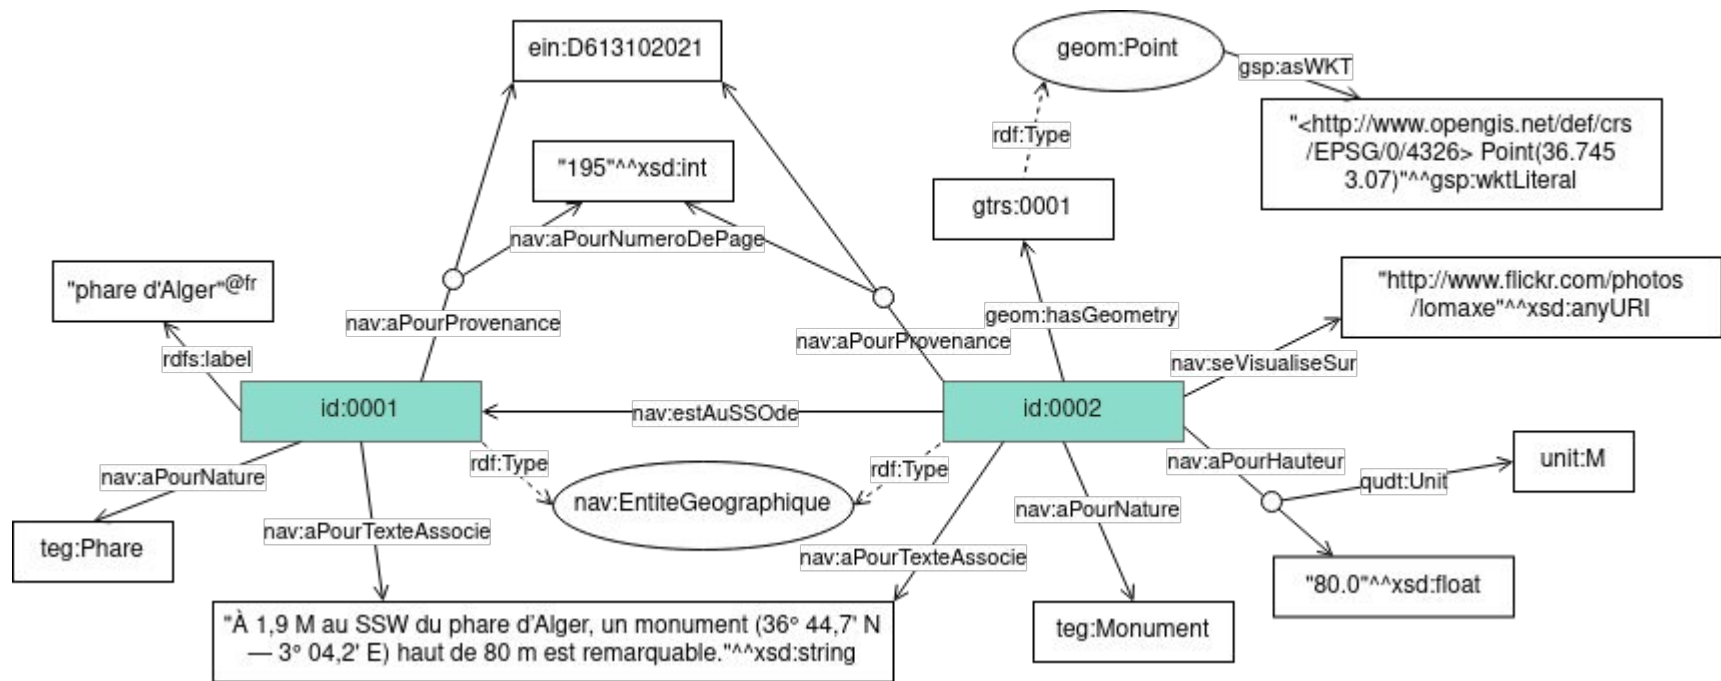 ein:D613102021
geom:Point
gsp:asWKT
"<http://www.opengis.net/def/crs
/EPSG/0/4326> Point(36.745
3.07)"^^gsp:wktLiteral
rdf:Type
"195"^^xsd:int
gtrs:0001
nav:aPourNumeroDePage
"phare d'Alger"@fr
"http://www.flickr.com/photos
/lomaxe"^^xsd:anyURI
nav:aPourProvenance
geom:hasGeometry
nav:aPourProvenance
rdfs:label
nav:seVisualiseSur
id:0001
nav:estAuSSOde
id:0002
rdf:Type
rdf:Type
nav:aPourHauteur
unit:M
nav:aPourNature
qudt:Unit
nav:EntiteGeographique
nav:aPourNature
nav:aPourTexteAssocie
teg:Phare
nav:aPourTexteAssocie
"80.0"^^xsd:float
"À 1,9 M au SSW du phare d'Alger, un monument (36° 44,7' N
— 3° 04,2' E) haut de 80 m est remarquable."^^xsd:string
teg:Monument